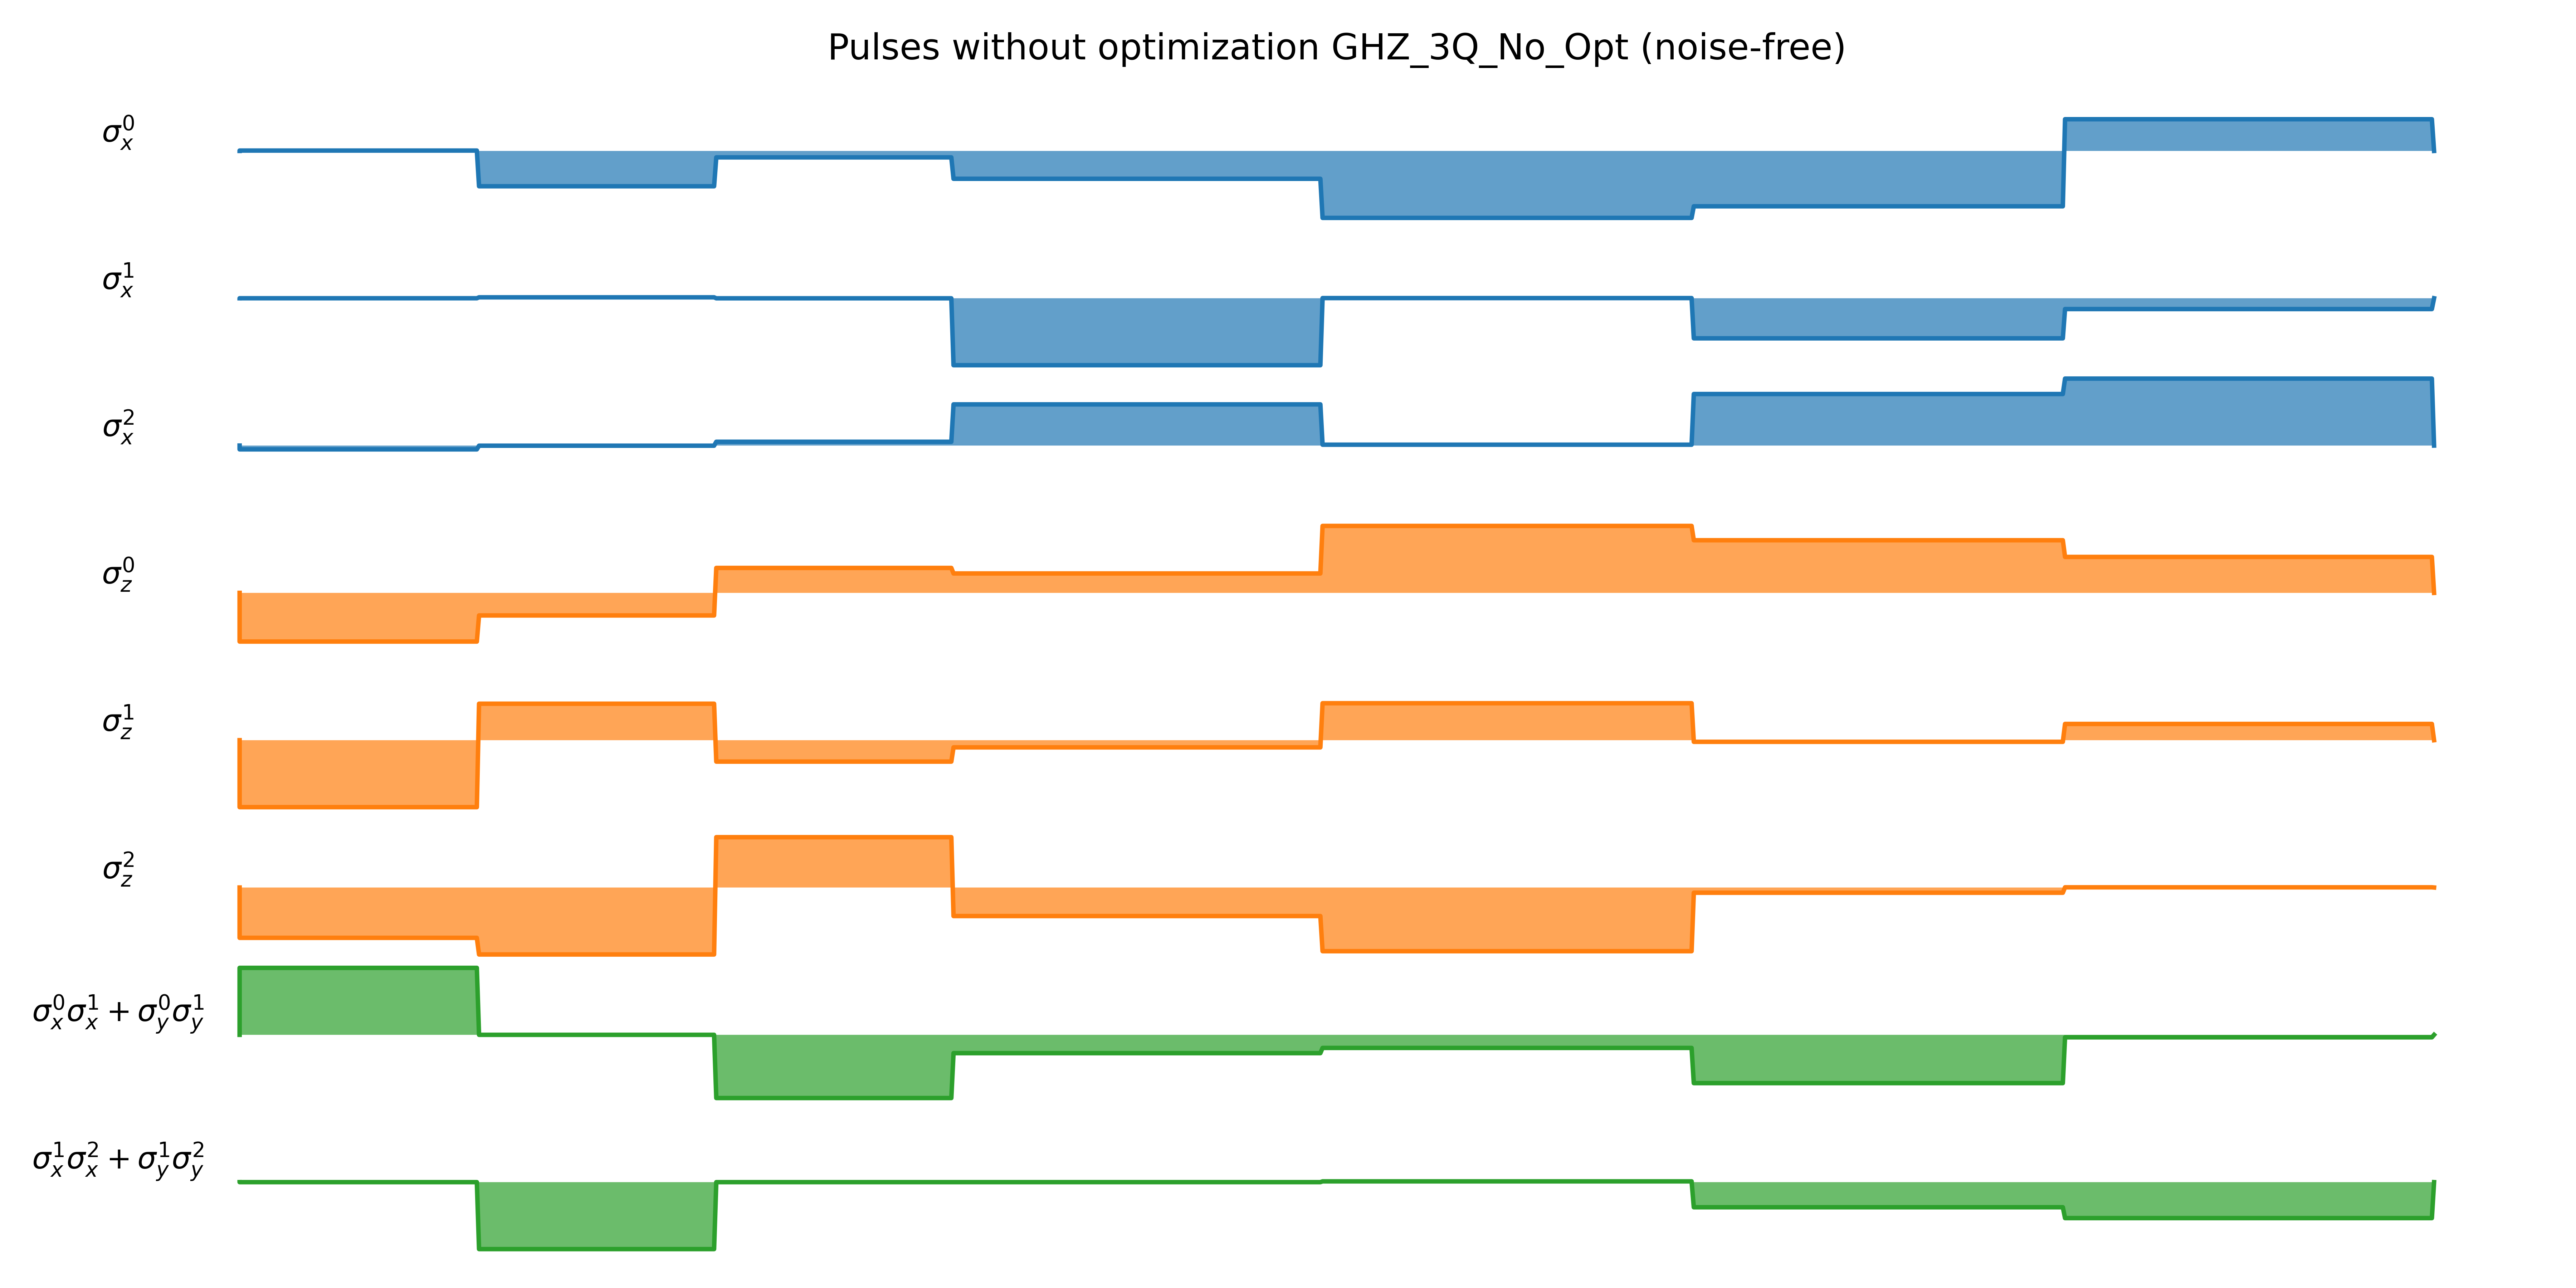 Pulses without optimization GHZ_3Q_No_Opt (noise-free)
σ_x^0
σ_x^1
σ_x^2
σ_z^0
σ_z^1
σ_z^2
σ_x^0σ_x^1 + σ_y^0σ_y^1
σ_x^1σ_x^2 + σ_y^1σ_y^2